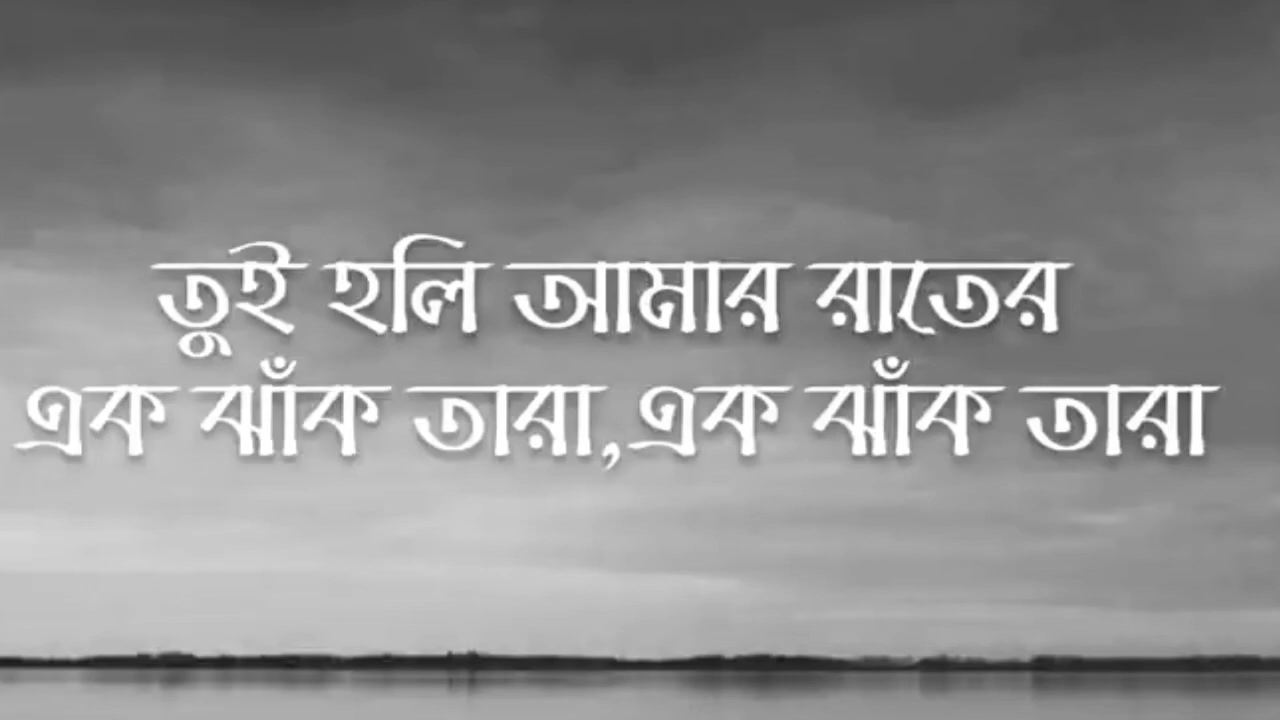 তুই হলি আমার রাতের
এক ঝাঁক তারা,এক ঝাঁক তারা